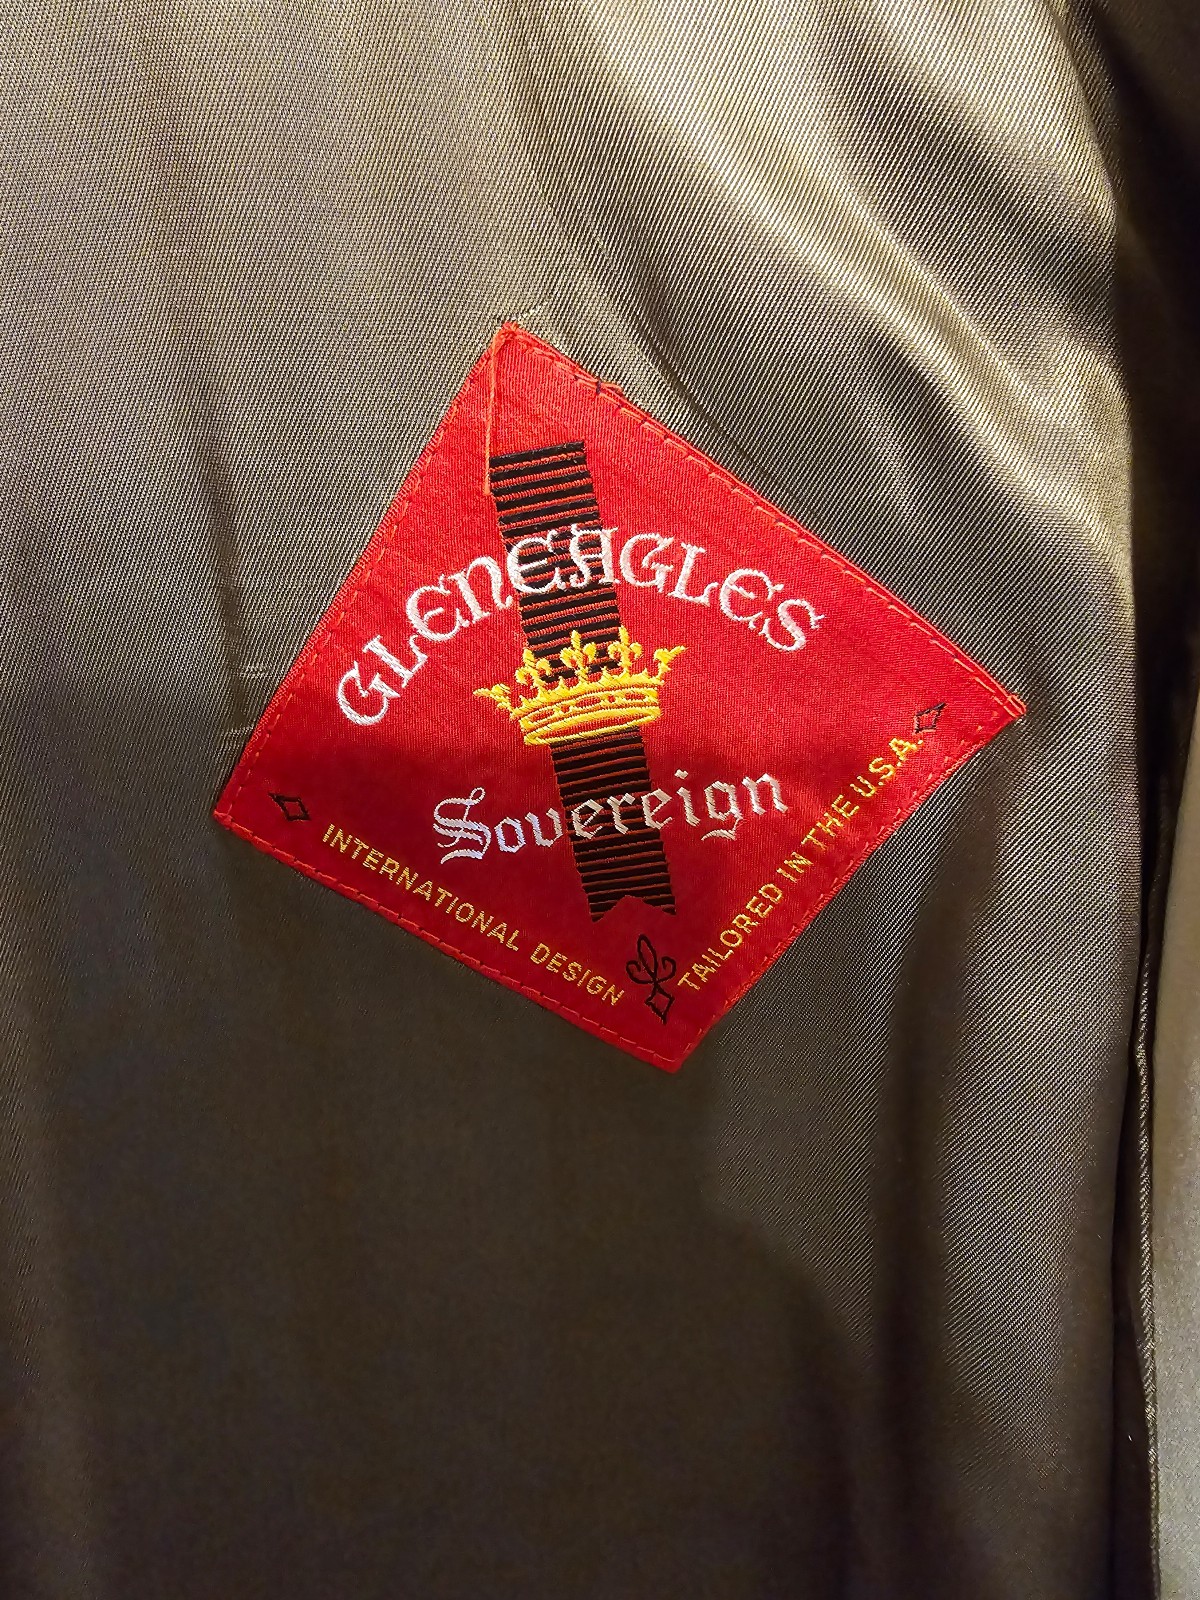 GLENEAGLES
Sovereign
INTERNATIONAL DESIGN
TAILORED IN THE U.S.A.